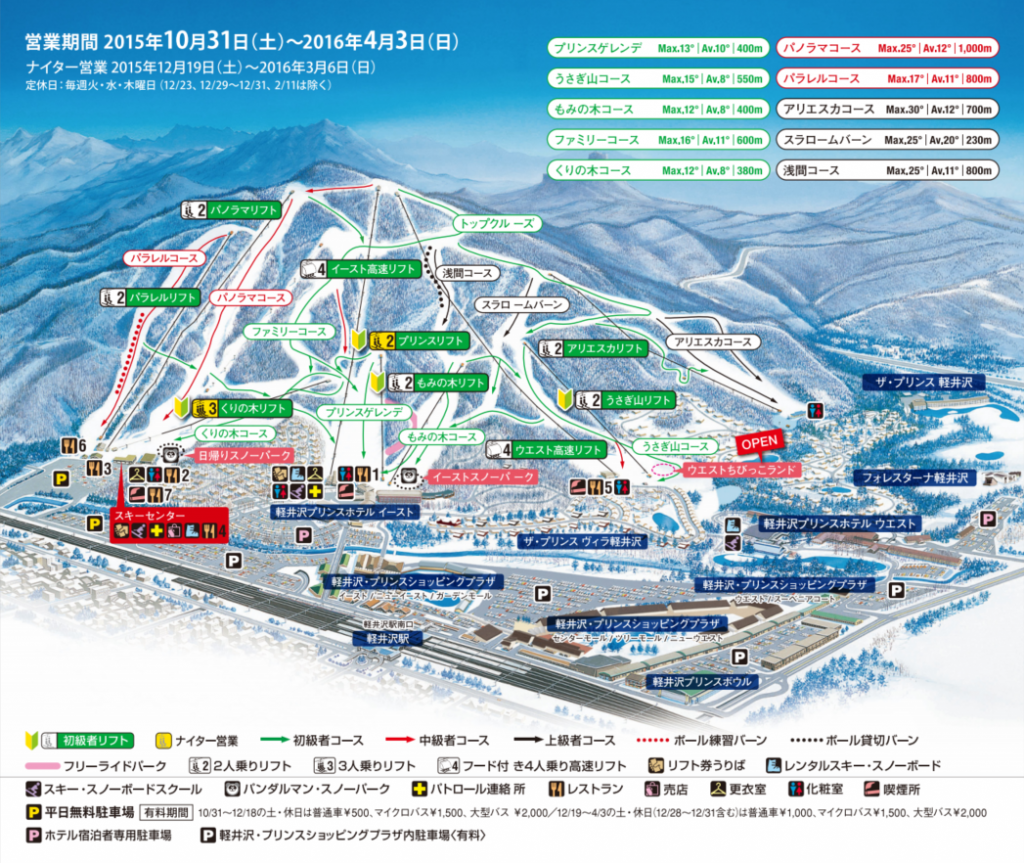 営業期間 2015年10月31日(土)～2016年4月3日(日)
ナイター営業 2015年12月19日(土)～2016年3月6日(日)
定休日：毎週火・水・木曜日（12/23、12/29～12/31、2/11は除く）
プリンスゲレンデ Max.13°|Av.10°|400m
パノラマコース Max.25°|Av.12°|1,000m
うさぎ山コース Max.15°|Av.8°|550m
パラレルコース Max.17°|Av.11°|800m
もみの木コース Max.12°|Av.8°|400m
アリエスカコース Max.30°|Av.12°|700m
ファミリーコース Max.16°|Av.11°|600m
スラロームバーン Max.25°|Av.20°|230m
くりの木コース Max.12°|Av.8°|380m
浅間コース Max.25°|Av.11°|800m
2 パノラマリフト
トップクルーズ
パラレルコース
4 イースト高速リフト
浅間コース
2 パラレルリフト
パノラマコース
スラロームバーン
ファミリーコース
2 プリンスリフト
2 アリエスカリフト
アリエスカコース
2 もみの木リフト
ザ・プリンス 軽井沢
3 くりの木リフト
プリンスゲレンデ
2 うさぎ山リフト
くりの木コース
もみの木コース
OPEN
6
日帰りスノーパーク
4 ウエスト高速リフト
うさぎ山コース
3
2
1
イーストスノーパーク
ウエストちびっこランド
フォレスターナ軽井沢
P
7
5
スキーセンター
4
軽井沢プリンスホテル イースト
軽井沢プリンスホテル ウエスト
P
P
P
ザ・プリンス ヴィラ軽井沢
P
軽井沢・プリンスショッピングプラザ
イースト/ニューイースト/ガーデンモール
P
軽井沢・プリンスショッピングプラザ
ウエスト/スーベニアコート
P
軽井沢駅南口
軽井沢駅
軽井沢・プリンスショッピングプラザ
センターモール/ツリーモール/ニューウエスト
P
軽井沢プリンスボウル
初級者リフト ナイター営業 初級者コース 中級者コース 上級者コース ポール練習バーン ポール貸切バーン
フリーライドパーク 2 2人乗りリフト 3 3人乗りリフト 4 フード付き4人乗り高速リフト リフト券うりば レンタルスキー・スノーボード
スキー・スノーボードスクール パンダルマン・スノーパーク パトロール連絡所 レストラン 売店 更衣室 化粧室 喫煙所
P 平日無料駐車場 有料期間 10/31～12/18の土・休日は普通車￥500、マイクロバス￥1,500、大型バス ￥2,000／12/19～4/3の土・休日（12/28～12/31含む）は普通車￥1,000、マイクロバス￥1,500、大型バス￥2,000
P ホテル宿泊者専用駐車場 P 軽井沢・プリンスショッピングプラザ内駐車場〈有料〉